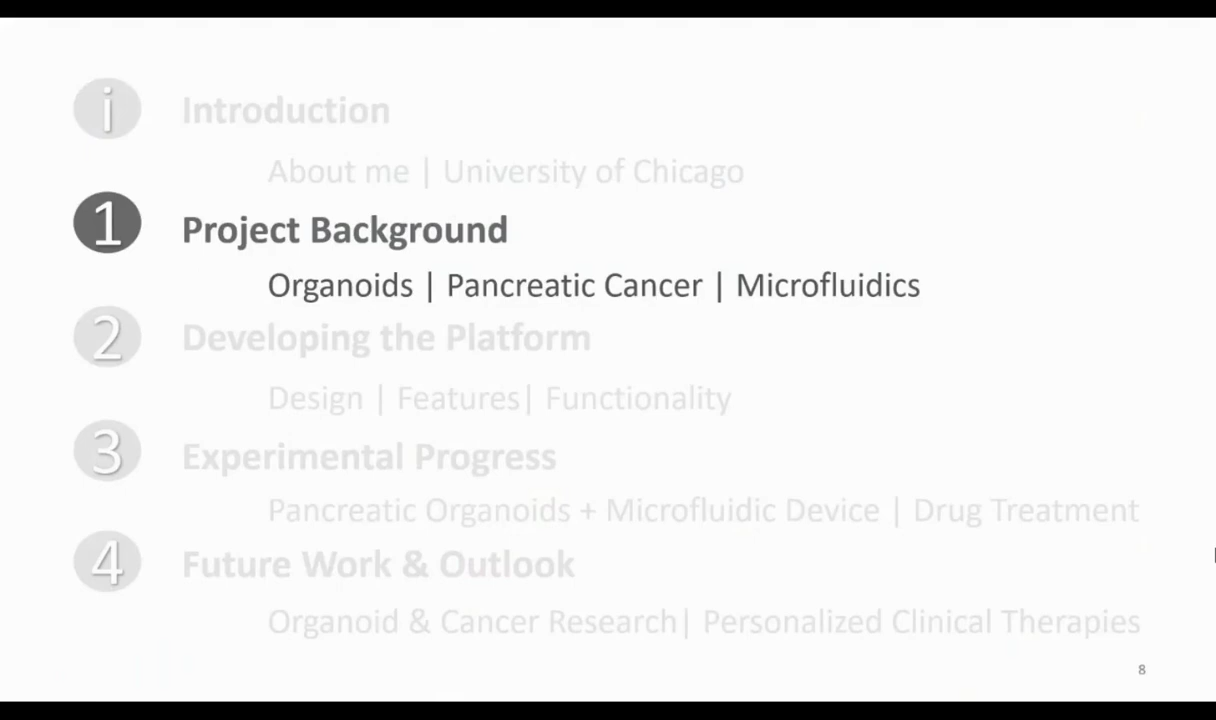 i Introduction
About me | University of Chicago
1 Project Background
Organoids | Pancreatic Cancer | Microfluidics
2 Developing the Platform
Design | Features| Functionality
3 Experimental Progress
Pancreatic Organoids + Microfluidic Device | Drug Treatment
4 Future Work & Outlook
Organoid & Cancer Research| Personalized Clinical Therapies
8